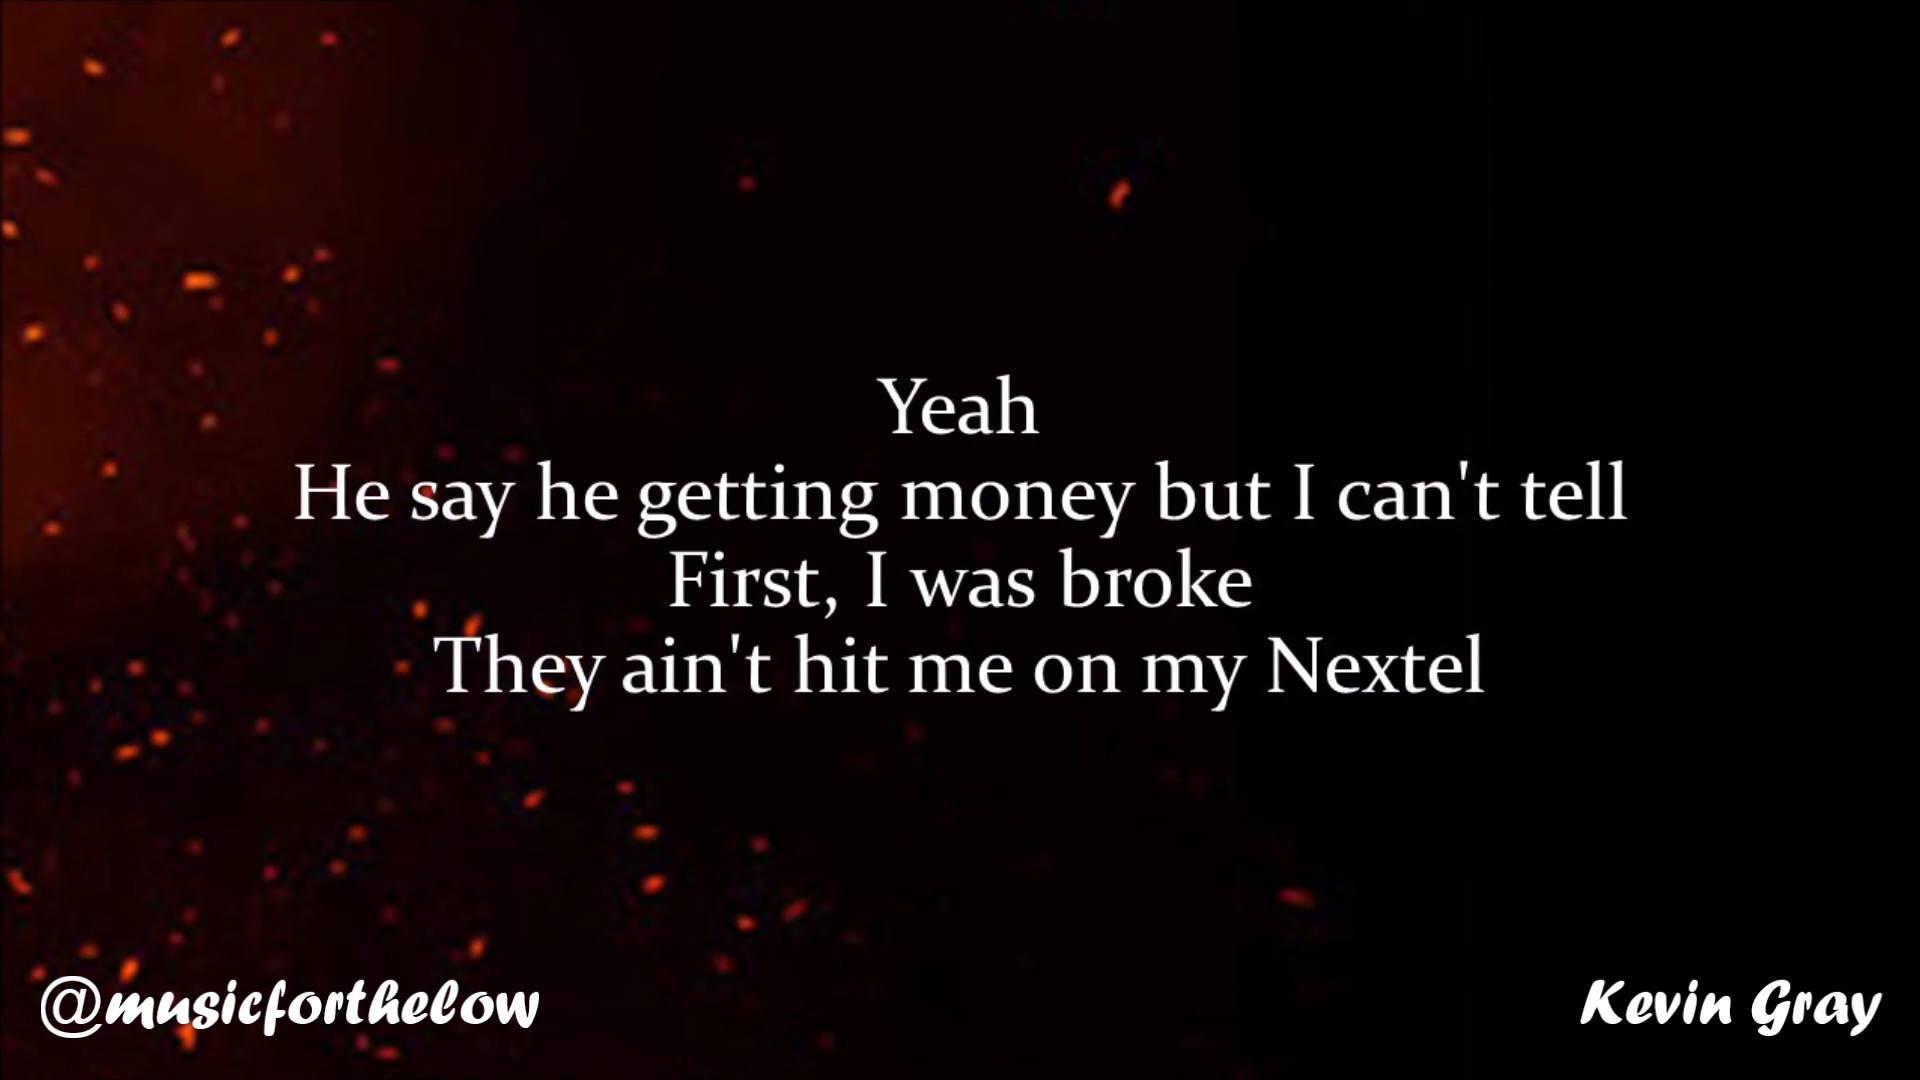 Yeah
He say he getting money but I can't tell
First, I was broke
They ain't hit me on my Nextel
@musicforthelow
Kevin Gray